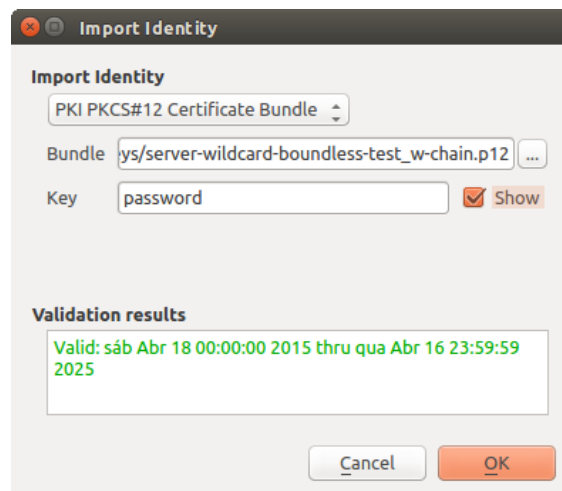 Import Identity
Import Identity
PKI PKCS#12 Certificate Bundle
Bundle ys/server-wildcard-boundless-test_w-chain.p12 ...
Key password Show
Validation results
Valid: sáb Abr 18 00:00:00 2015 thru qua Abr 16 23:59:59
2025
Cancel OK